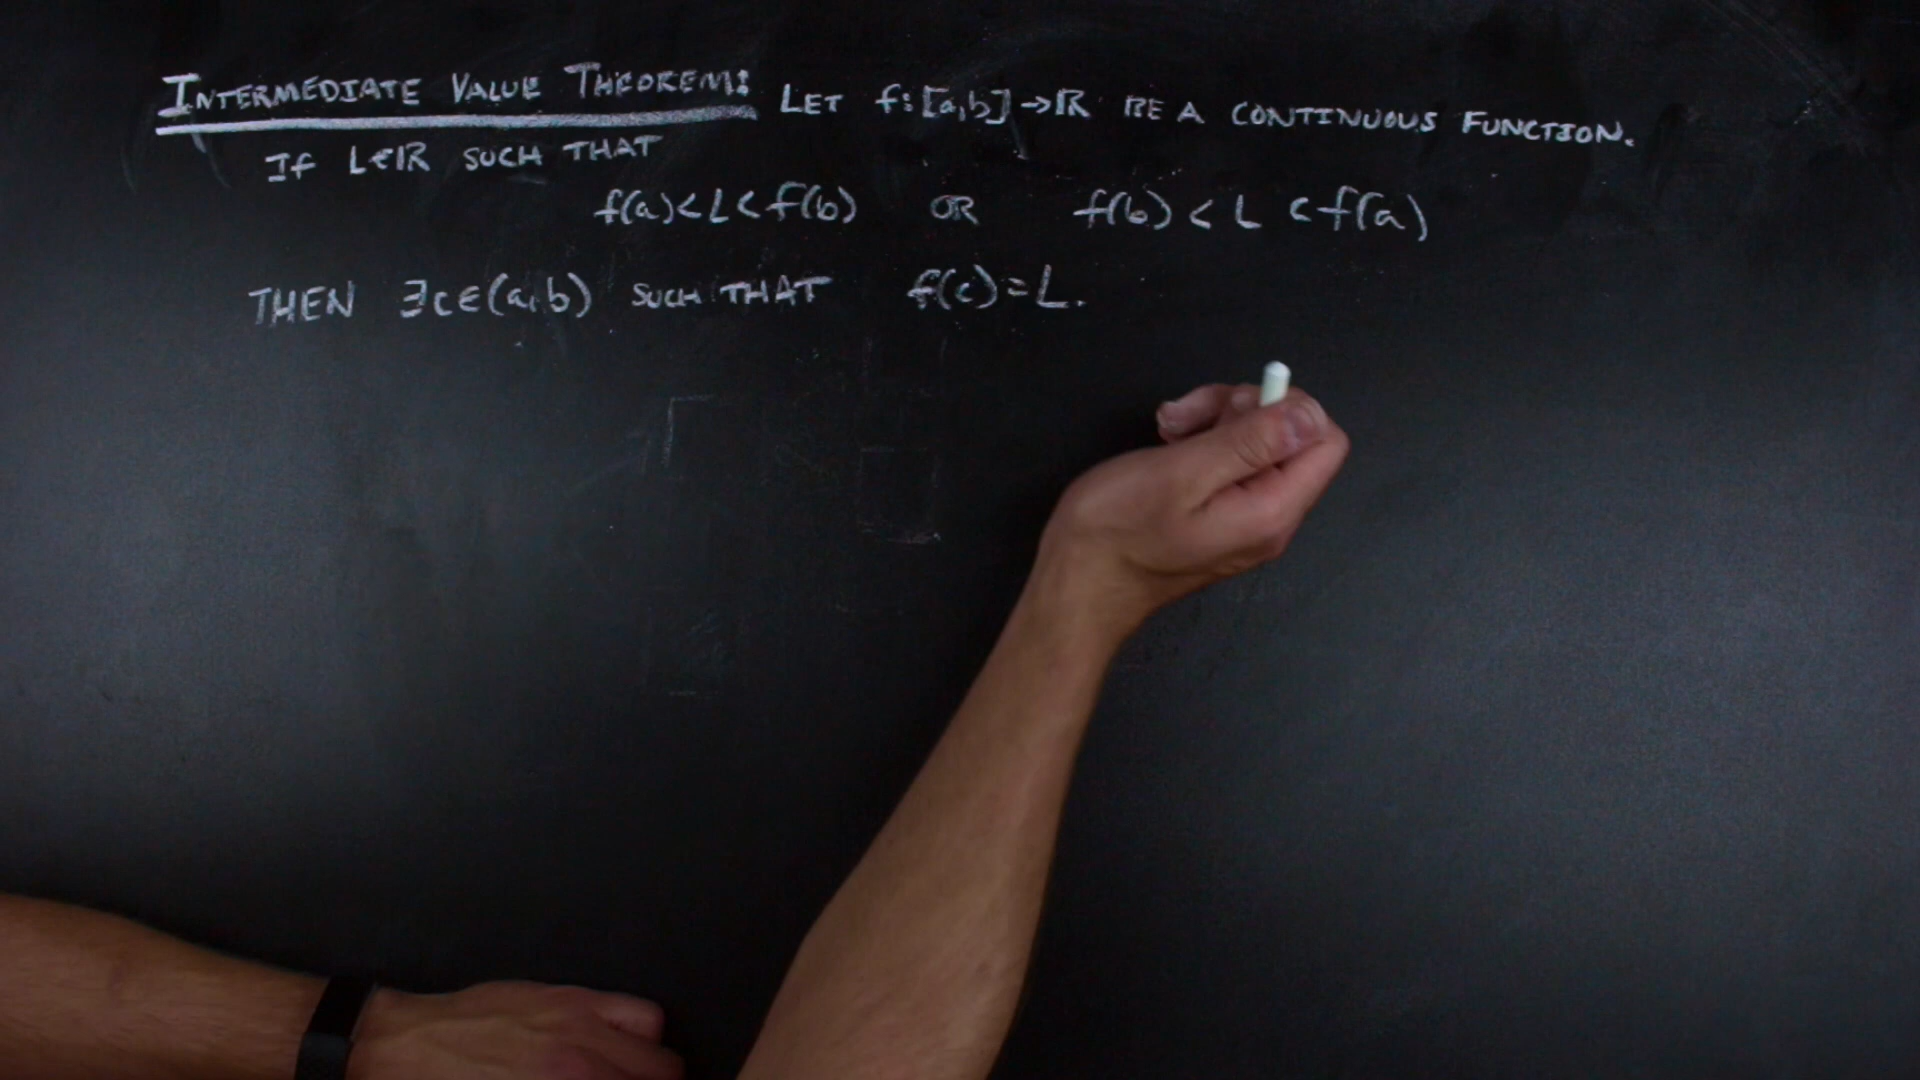 INTERMEDIATE VALUE THEOREM: LET f:[a,b]→ℝ BE A CONTINUOUS FUNCTION.
IF L∈ℝ SUCH THAT
f(a)<L<f(b) OR f(b)<L<f(a)
THEN ∃c∈(a,b) SUCH THAT f(c)=L.